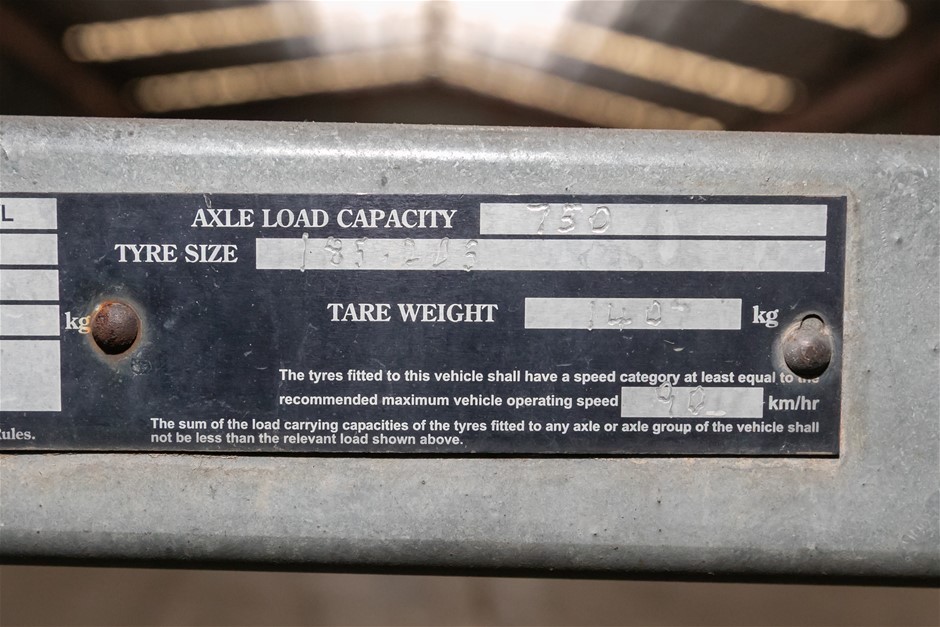 L
AXLE LOAD CAPACITY 750
TYRE SIZE
kg
TARE WEIGHT 1407 kg
The tyres fitted to this vehicle shall have a speed category at least equal to the
recommended maximum vehicle operating speed 90 km/hr
The sum of the load carrying capacities of the tyres fitted to any axle or axle group of the vehicle shall
not be less than the relevant load shown above.
Rules.